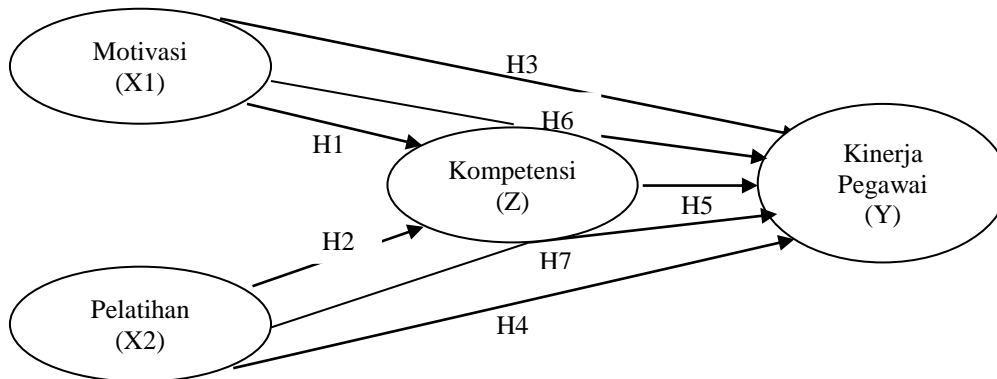 Motivasi
(X1)
H3
H6
H1
Kompetensi
(Z)
Kinerja
Pegawai
(Y)
H5
H2
H7
Pelatihan
(X2)
H4